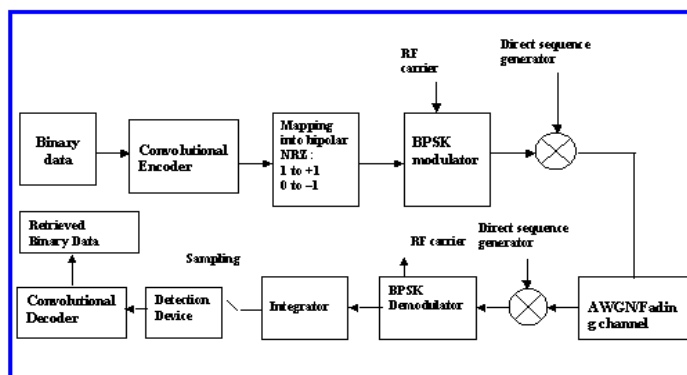 Direct sequence
generator
RF
carrier
Binary
data
Convolutional
Encoder
Mapping
into bipolar
NRZ :
1 to +1
0 to –1
BPSK
modulator
Retrieved
Binary Data
Sampling
RF carrier
Direct sequence
generator
Convolutional
Decoder
Detection
Device
Integrator
BPSK
Demodulator
AWGN/Fadin
g channel